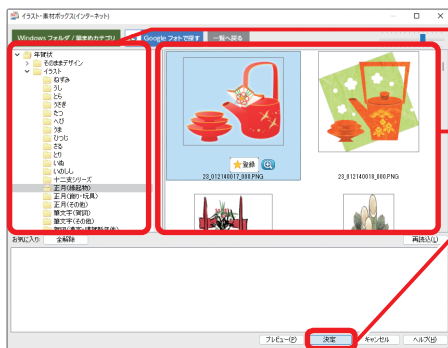 イラスト・素材ボックス(インターネット)
Windows フォルダ / 筆まめカテゴリ
Google フォトで探す
一覧へ戻る
年賀状
そのままデザイン
イラスト
ねずみ
うし
とら
うさぎ
たつ
へび
うま
ひつじ
さる
とり
いぬ
いのしし
十二支シリーズ
正月(縁起物)
正月(飾り・玩具)
正月(その他)
筆文字(賀詞)
筆文字(その他)
登録
23_012140017_000.PNG
23_012140018_000.PNG
お気に入り:
全解除
再読込(L)
プレビュー(P)
決定
キャンセル
ヘルプ(H)